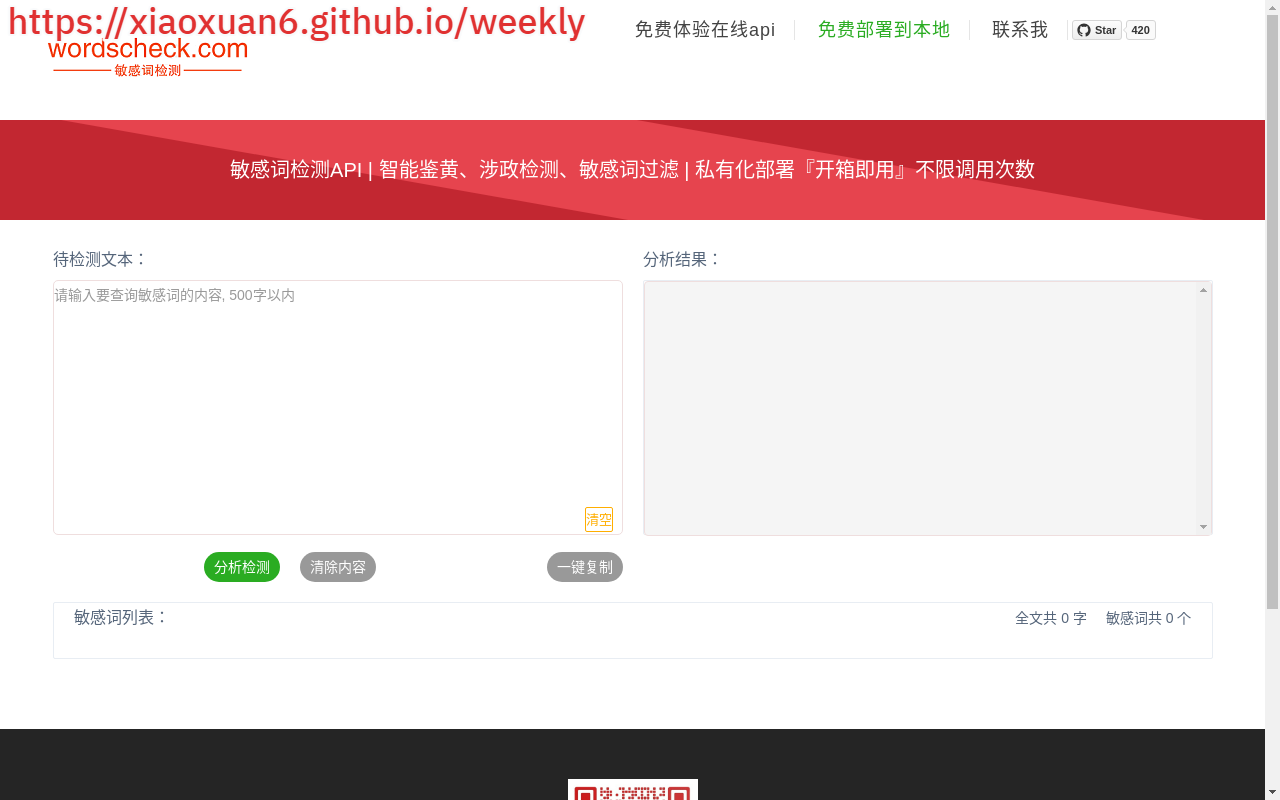 https://xiaoxuan6.github.io/weekly
wordscheck.com
敏感词检测
免费体验在线api
免费部署到本地
联系我
Star
420
敏感词检测API | 智能鉴黄、涉政检测、敏感词过滤 | 私有化部署『开箱即用』不限调用次数
待检测文本：
分析结果：
请输入要查询敏感词的内容, 500字以内
清空
分析检测
清除内容
一键复制
敏感词列表：
全文共 0 字
敏感词共 0 个